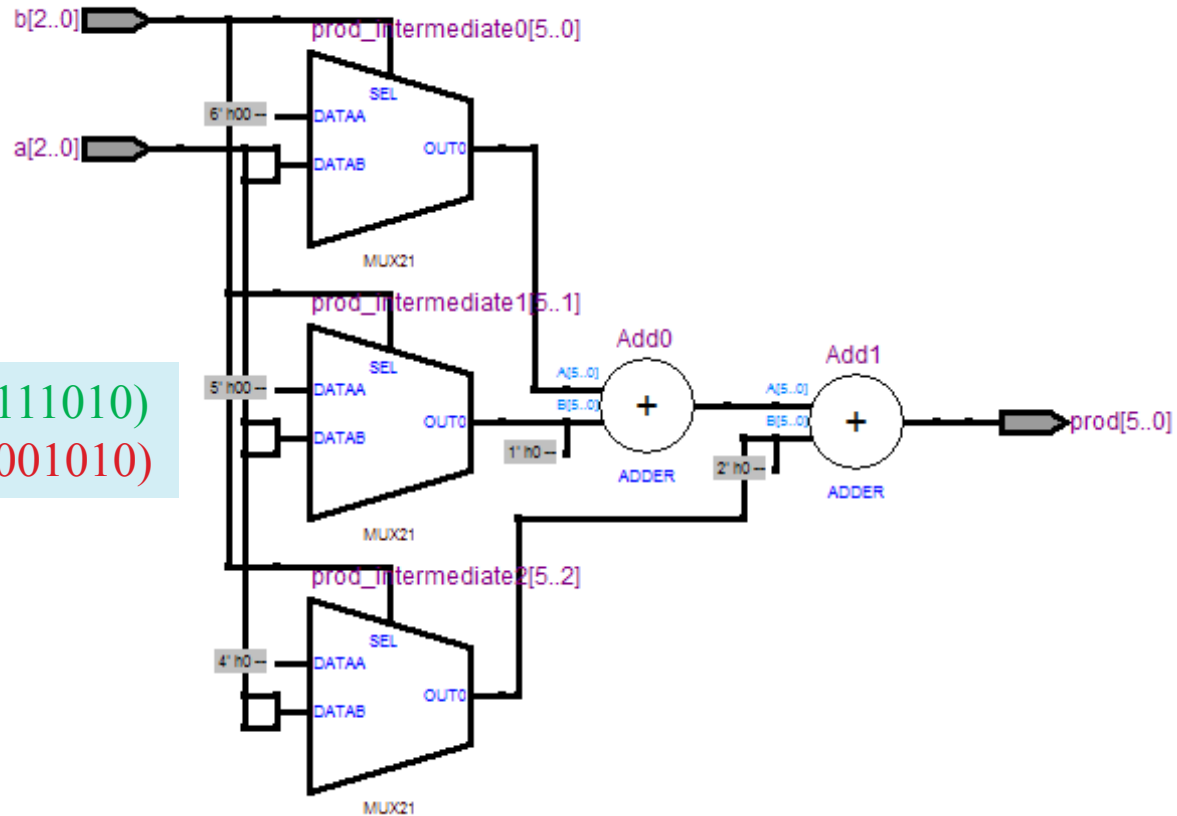 b[2..0]
prod_intermediate0[5..0]
SEL
6' h00 --
DATAA
a[2..0]
OUT0
DATAB
MUX21
prod_intermediate1[5..1]
SEL
Add0
Add1
111010)
5' h00 --
DATAA
A[5..0]
A[5..0]
B[5..0]
+
B[5..0]
+
prod[5..0]
OUT0
DATAB
1' h0 --
001010)
2' h0 --
ADDER
ADDER
MUX21
prod_intermediate2[5..2]
SEL
4' h0 --
DATAA
OUT0
DATAB
MUX21